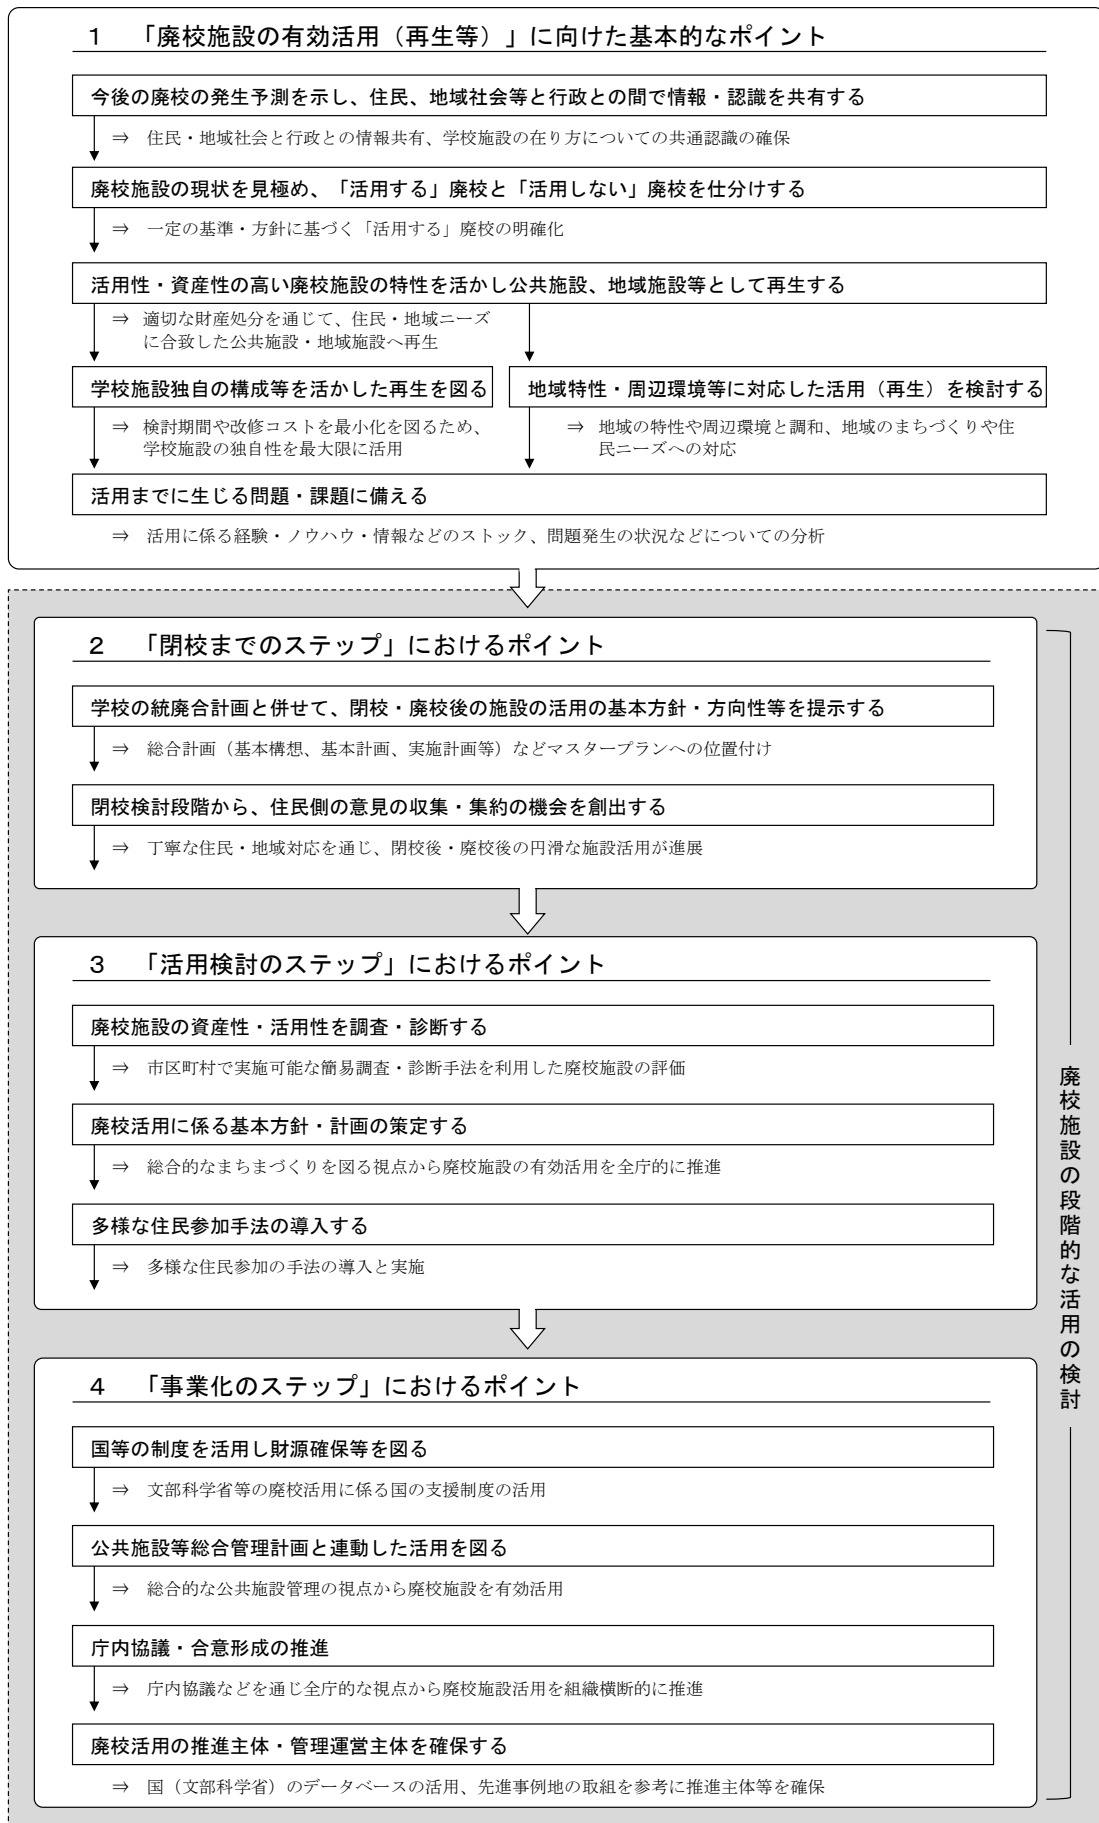 １　「廃校施設の有効活用（再生等）」に向けた基本的なポイント
今後の廃校の発生予測を示し、住民、地域社会等と行政との間で情報・認識を共有する
⇒　住民・地域社会と行政との情報共有、学校施設の在り方についての共通認識の確保
廃校施設の現状を見極め、「活用する」廃校と「活用しない」廃校を仕分けする
⇒　一定の基準・方針に基づく「活用する」廃校の明確化
活用性・資産性の高い廃校施設の特性を活かし公共施設、地域施設等として再生する
⇒　適切な財産処分を通じて、住民・地域ニーズ
に合致した公共施設・地域施設へ再生
学校施設独自の構成等を活かした再生を図る
⇒　検討期間や改修コストを最小化を図るため、
学校施設の独自性を最大限に活用
地域特性・周辺環境等に対応した活用（再生）を検討する
⇒　地域の特性や周辺環境と調和、地域のまちづくりや住
民ニーズへの対応
活用までに生じる問題・課題に備える
⇒　活用に係る経験・ノウハウ・情報などのストック、問題発生の状況などについての分析
２　「閉校までのステップ」におけるポイント
学校の統廃合計画と併せて、閉校・廃校後の施設の活用の基本方針・方向性等を提示する
⇒　総合計画（基本構想、基本計画、実施計画等）などマスタープランへの位置付け
閉校検討段階から、住民側の意見の収集・集約の機会を創出する
⇒　丁寧な住民・地域対応を通じ、閉校後・廃校後の円滑な施設活用が進展
３　「活用検討のステップ」におけるポイント
廃校施設の資産性・活用性を調査・診断する
⇒　市区町村で実施可能な簡易調査・診断手法を利用した廃校施設の評価
廃校活用に係る基本方針・計画の策定する
⇒　総合的なまちまづくりを図る視点から廃校施設の有効活用を全庁的に推進
多様な住民参加手法の導入する
⇒　多様な住民参加の手法の導入と実施
４　「事業化のステップ」におけるポイント
国等の制度を活用し財源確保等を図る
⇒　文部科学省等の廃校活用に係る国の支援制度の活用
公共施設等総合管理計画と連動した活用を図る
⇒　総合的な公共施設管理の視点から廃校施設を有効活用
庁内協議・合意形成の推進
⇒　庁内協議などを通じ全庁的な視点から廃校施設活用を組織横断的に推進
廃校活用の推進主体・管理運営主体を確保する
⇒　国（文部科学省）のデータベースの活用、先進事例地の取組を参考に推進主体等を確保
廃校施設の段階的な活用の検討